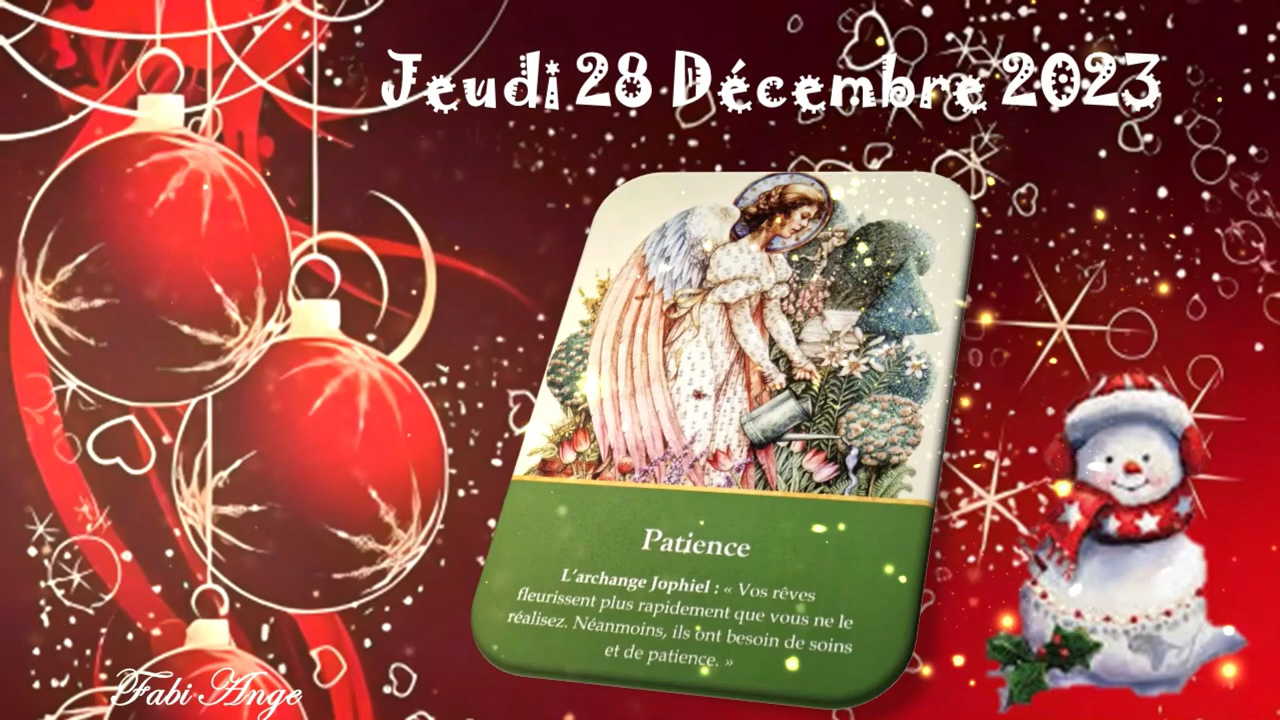 Jeudi 28 Décembre 2023
Patience
L'archange Jophiel : « Vos rêves
fleurissent plus rapidement que vous ne le
réalisez. Néanmoins, ils ont besoin de soins
et de patience. »
Fabi Ange